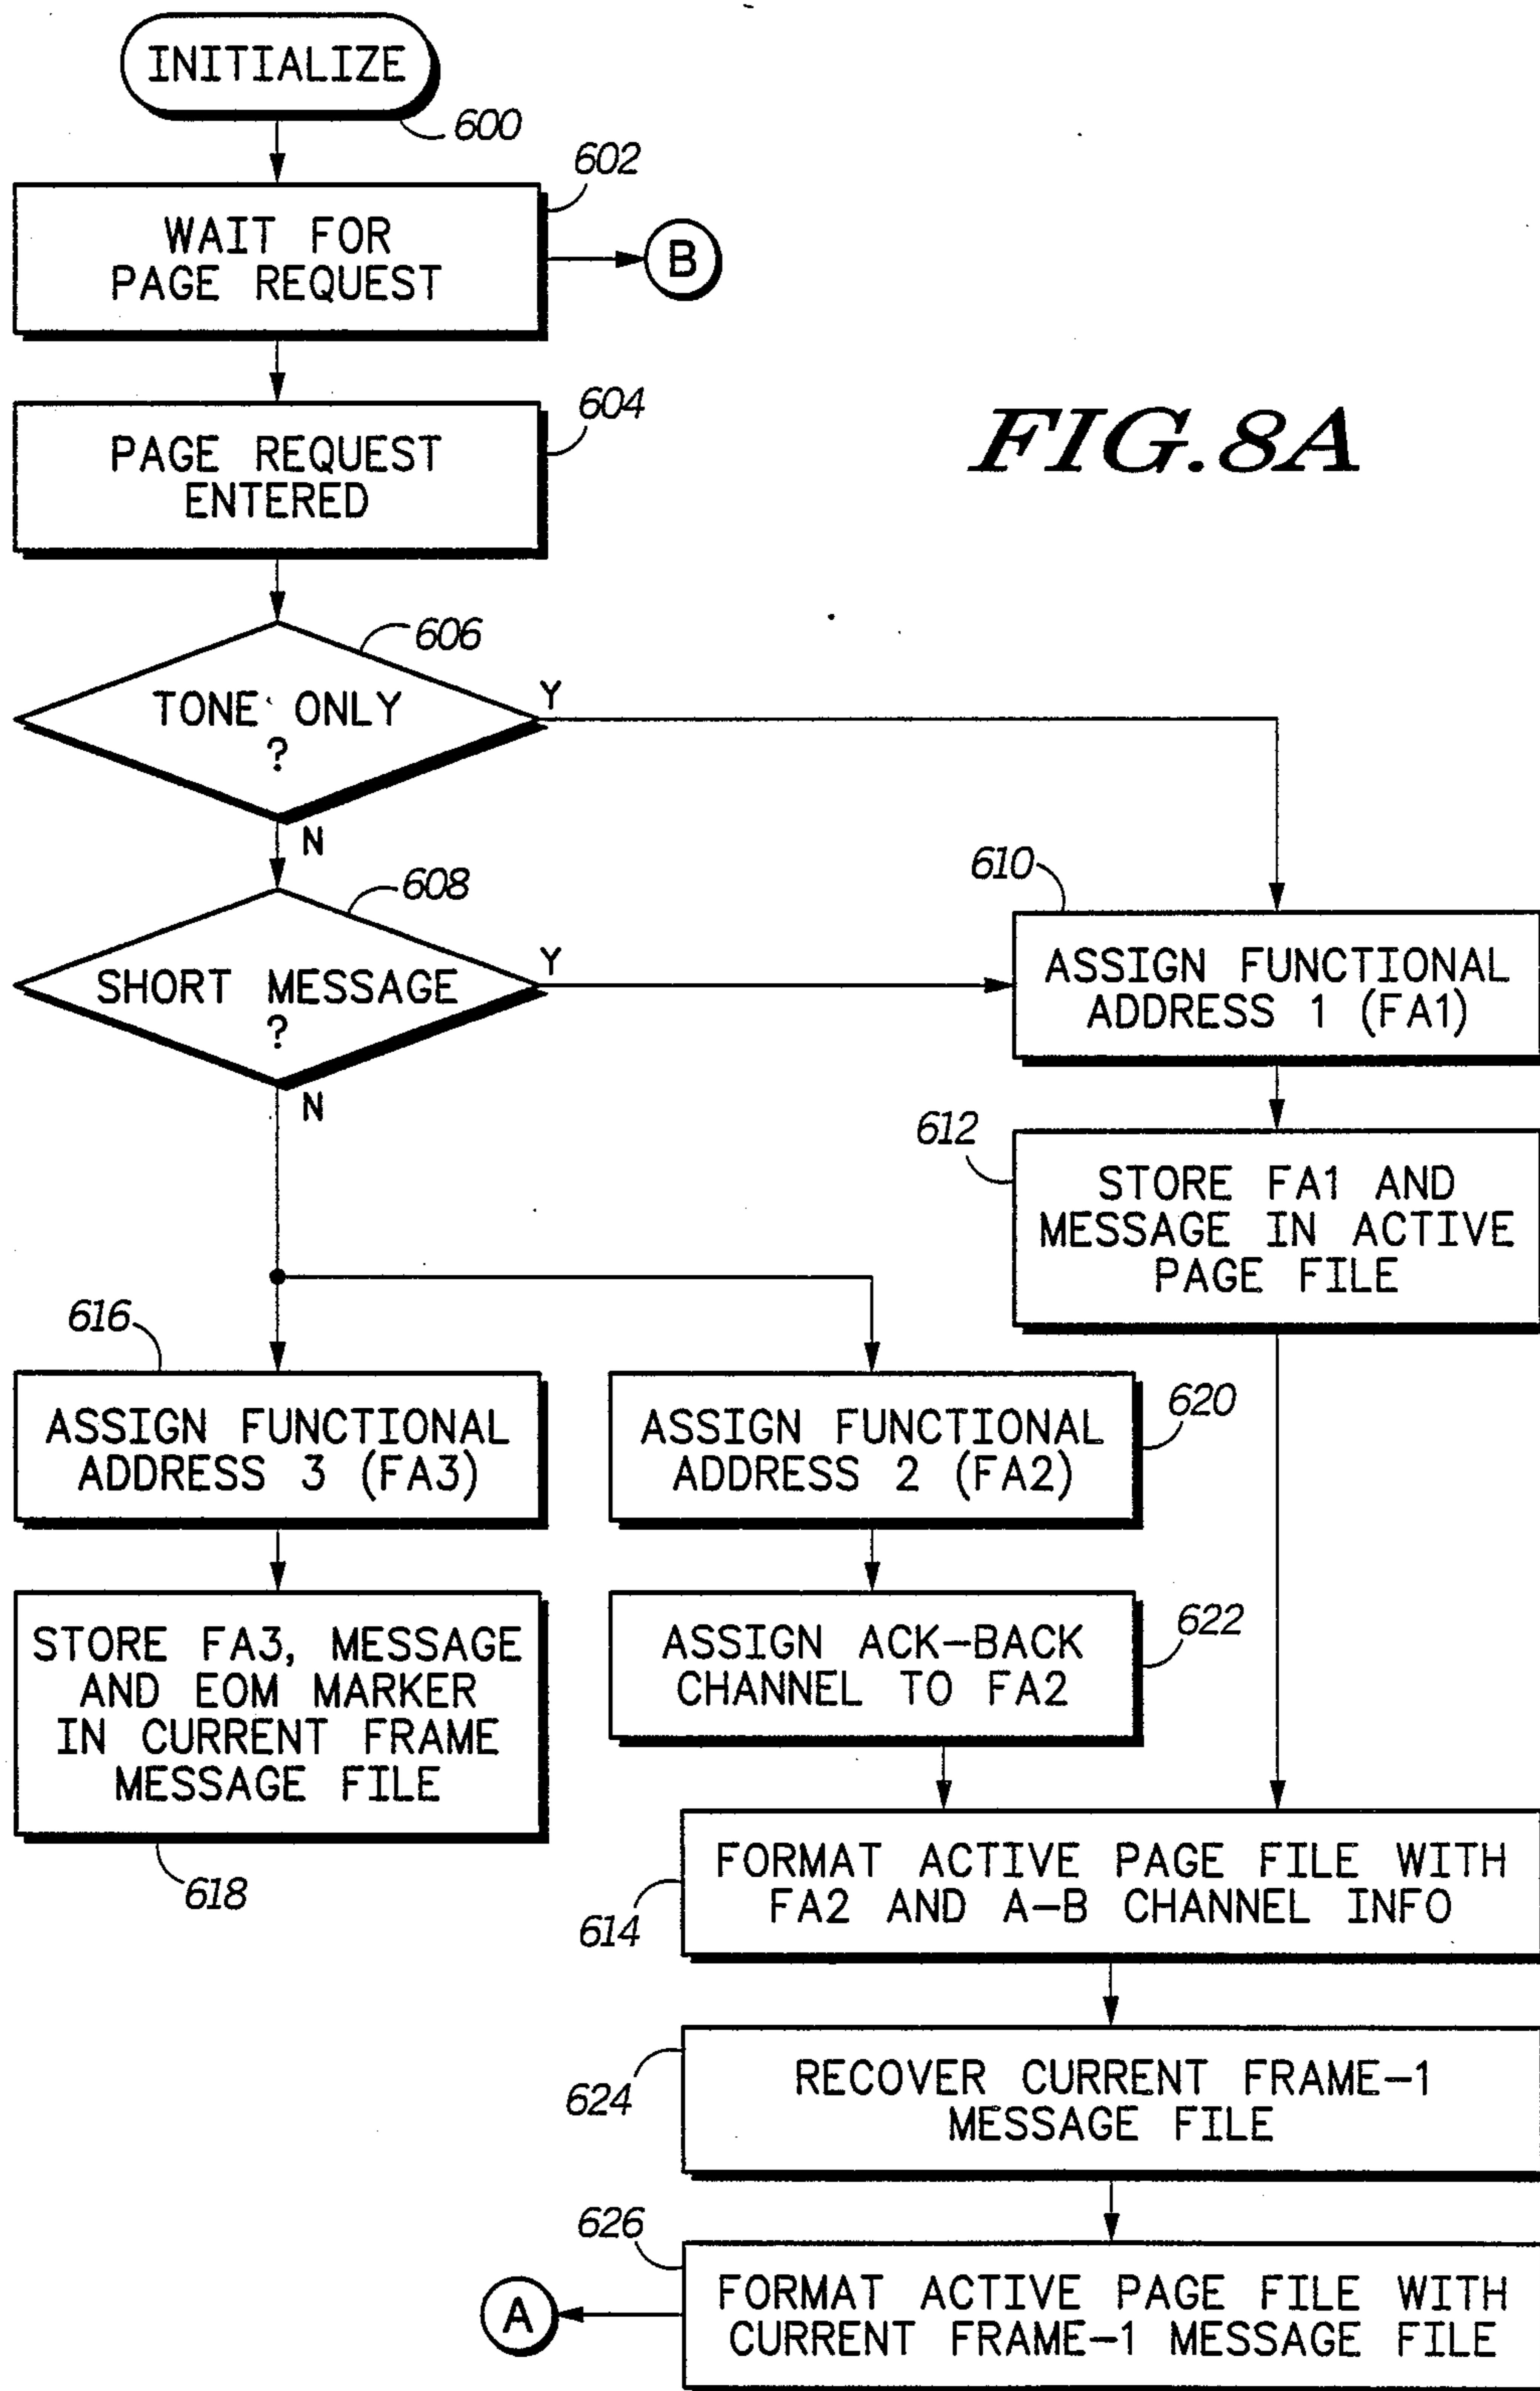 INITIALIZE
600
602
WAIT FOR
PAGE REQUEST
B
604
PAGE REQUEST
ENTERED
FIG.8A
606
TONE ONLY
?
Y
N
608
SHORT MESSAGE
?
Y
N
610
ASSIGN FUNCTIONAL
ADDRESS 1 (FA1)
612
STORE FA1 AND
MESSAGE IN ACTIVE
PAGE FILE
616
ASSIGN FUNCTIONAL
ADDRESS 3 (FA3)
ASSIGN FUNCTIONAL
ADDRESS 2 (FA2)
620
STORE FA3, MESSAGE
AND EOM MARKER
IN CURRENT FRAME
MESSAGE FILE
618
ASSIGN ACK-BACK
CHANNEL TO FA2
622
FORMAT ACTIVE PAGE FILE WITH
FA2 AND A-B CHANNEL INFO
614
RECOVER CURRENT FRAME-1
MESSAGE FILE
624
626
FORMAT ACTIVE PAGE FILE WITH
CURRENT FRAME-1 MESSAGE FILE
A